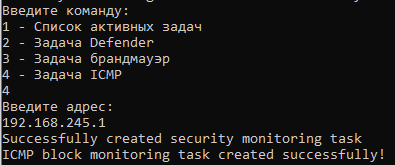 Введите команду:
1 - Список активных задач
2 - Задача Defender
3 - Задача брандмауэр
4 - Задача ICMP
4
Введите адрес:
192.168.245.1
Successfully created security monitoring task
ICMP block monitoring task created successfully!